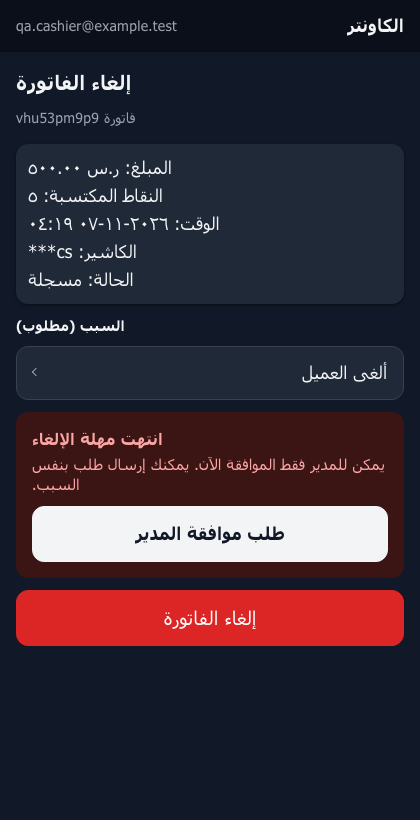 الكاونتر
qa.cashier@example.test
إلغاء الفاتورة
فاتورة vhu53pm9p9
المبلغ: ر.س ٥٠٠.٠٠
النقاط المكتسبة: ٥
الوقت: ٢٠٢٦-١١-٠٧ ٠٤:١٩
الكاشير: cs***
الحالة: مسجلة
السبب (مطلوب)
ألغى العميل
انتهت مهلة الإلغاء
يمكن للمدير فقط الموافقة الآن. يمكنك إرسال طلب بنفس
السبب.
طلب موافقة المدير
إلغاء الفاتورة